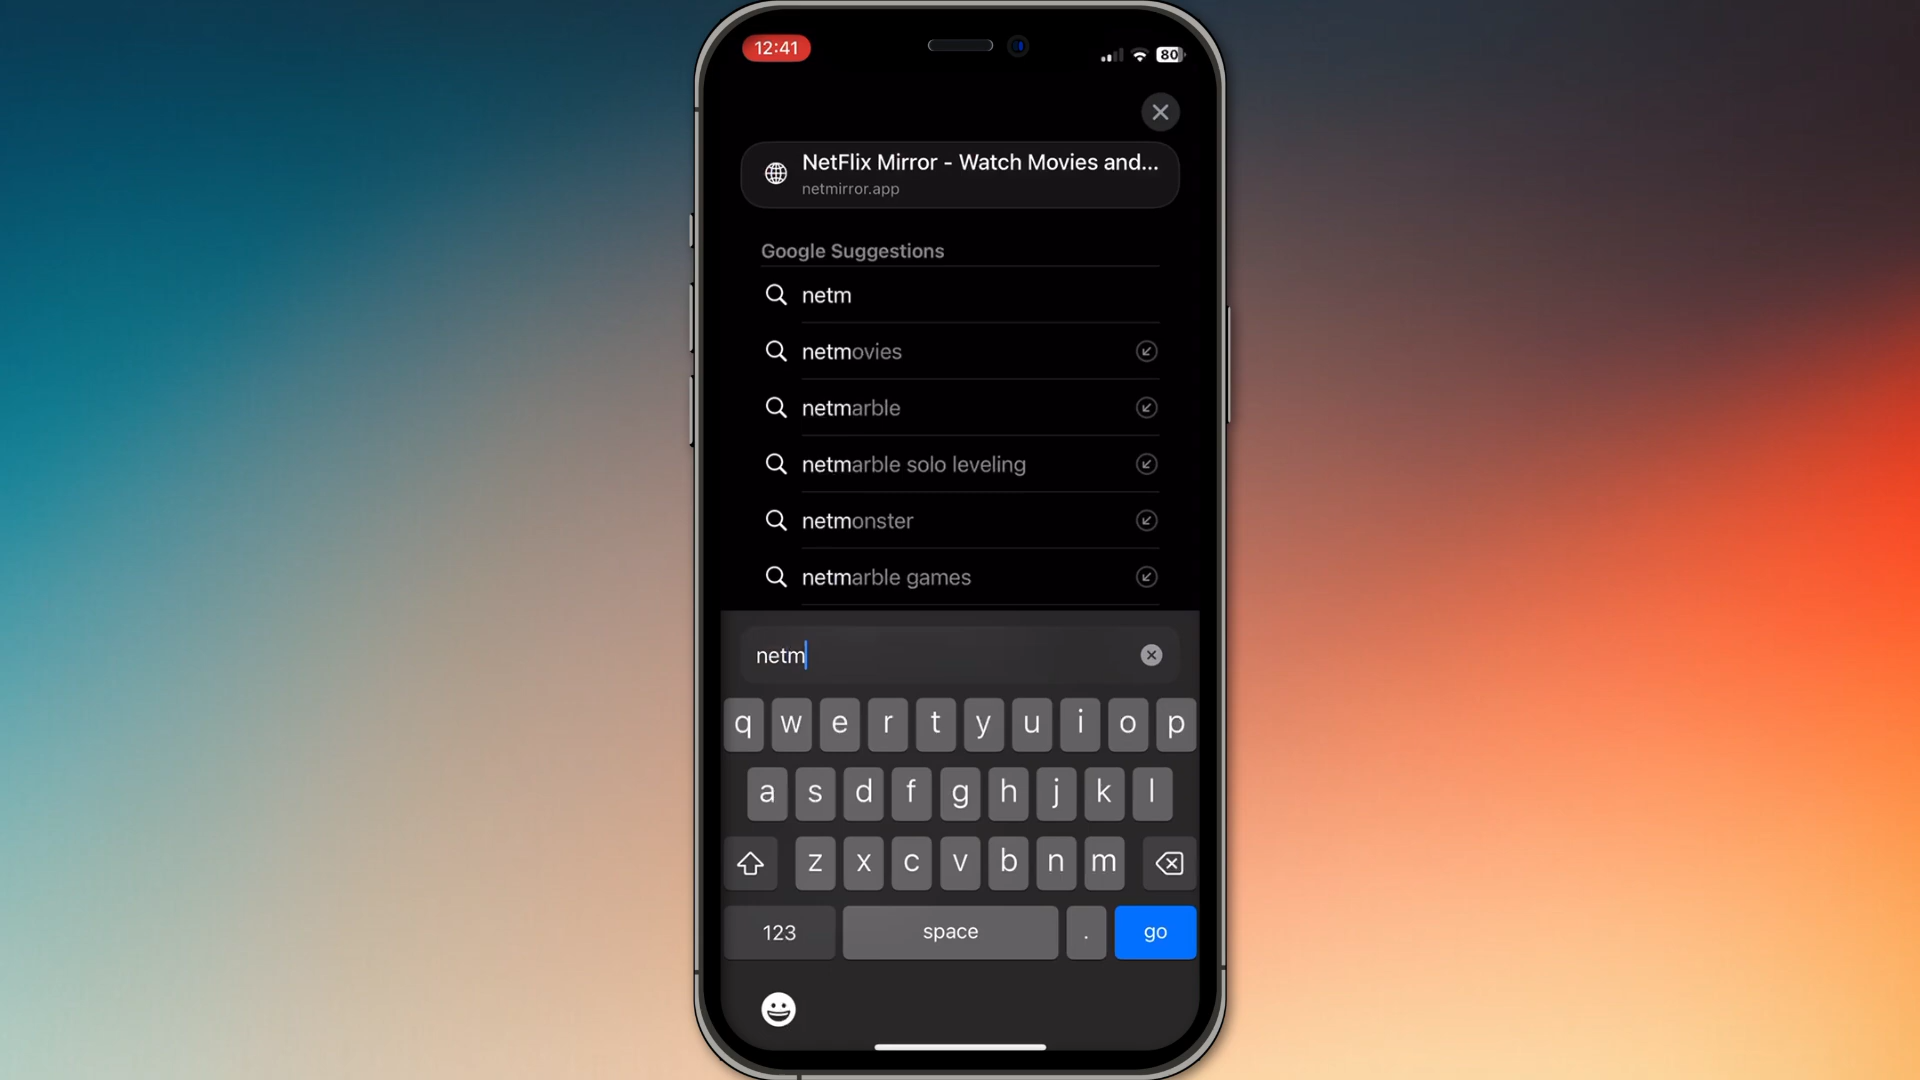 12:41
80
NetFlix Mirror - Watch Movies and...
netmirror.app
Google Suggestions
netm
netmovies
netmarble
netmarble solo leveling
netmonster
netmarble games
netm
q w e r t y u i o p
a s d f g h j k l
z x c v b n m
123 space . go